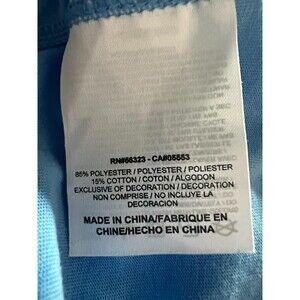 RN#56323 - CA#05553
85% POLYESTER / POLYESTER / POLIESTER
15% COTTON / COTON / ALGODON
EXCLUSIVE OF DECORATION / DECORATION
NON COMPRISE / NO INCLUYE LA
DECORACION
MADE IN CHINA/FABRIQUE EN
CHINE/HECHO EN CHINA